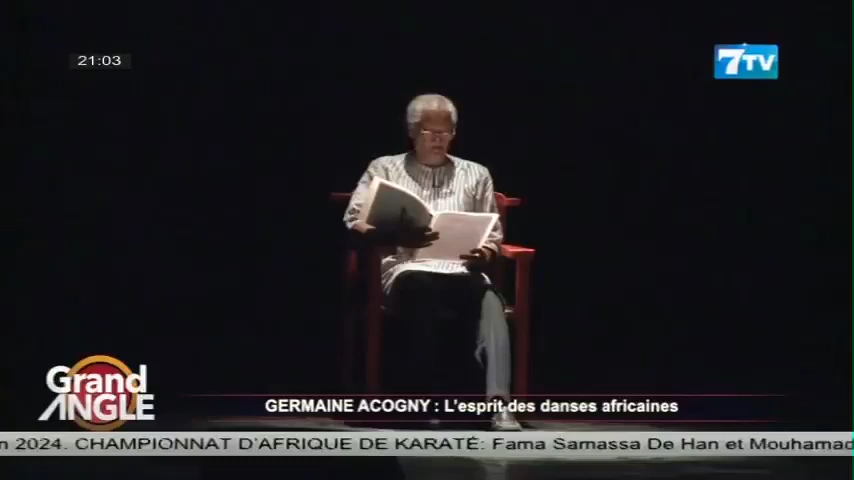 21:03
7TV
Grand
ANGLE
GERMAINE ACOGNY : L'esprit des danses africaines
n 2024. CHAMPIONNAT D'AFRIQUE DE KARATÉ: Fama Samassa De Han et Mouhamad